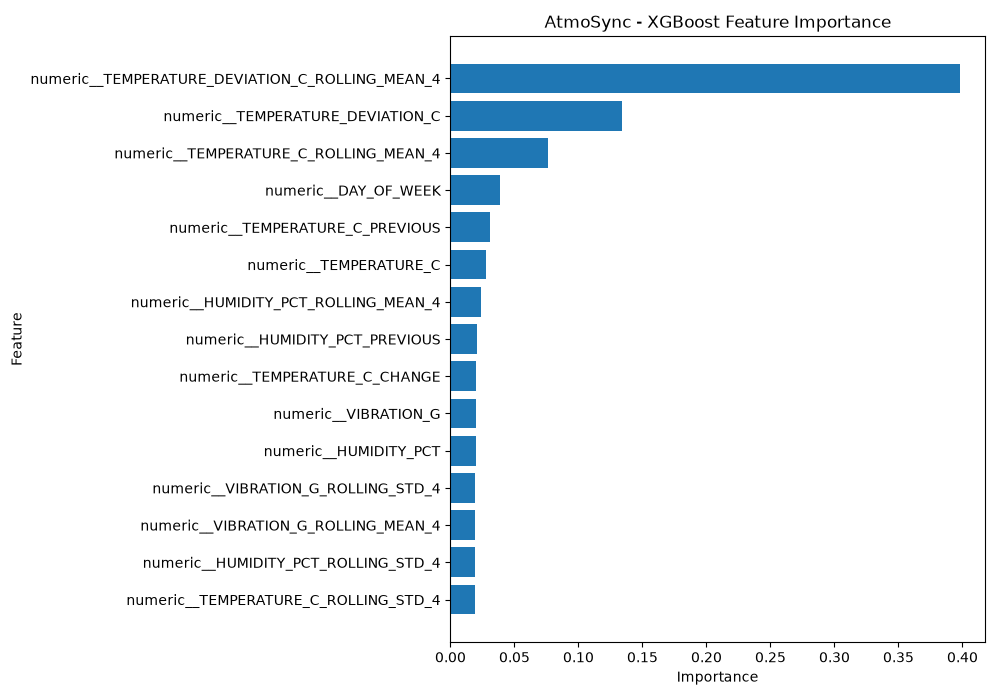 AtmoSync - XGBoost Feature Importance
numeric__TEMPERATURE_DEVIATION_C_ROLLING_MEAN_4
numeric__TEMPERATURE_DEVIATION_C
numeric__TEMPERATURE_C_ROLLING_MEAN_4
numeric__DAY_OF_WEEK
numeric__TEMPERATURE_C_PREVIOUS
numeric__TEMPERATURE_C
numeric__HUMIDITY_PCT_ROLLING_MEAN_4
numeric__HUMIDITY_PCT_PREVIOUS
numeric__TEMPERATURE_C_CHANGE
numeric__VIBRATION_G
numeric__HUMIDITY_PCT
numeric__VIBRATION_G_ROLLING_STD_4
numeric__VIBRATION_G_ROLLING_MEAN_4
numeric__HUMIDITY_PCT_ROLLING_STD_4
numeric__TEMPERATURE_C_ROLLING_STD_4
Feature
0.00 0.05 0.10 0.15 0.20 0.25 0.30 0.35 0.40
Importance